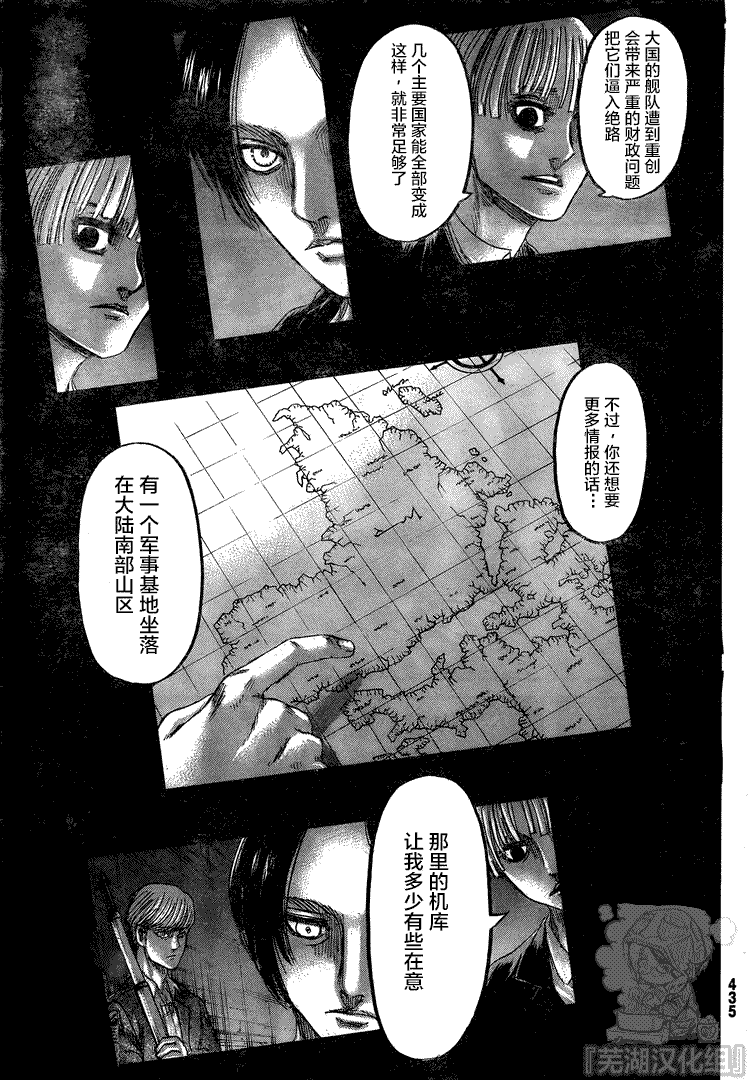 大国的舰队遭到重创
会带来严重的财政问题
把它们逼入绝路
几个主要国家能全部变成
这样，就非常足够了
不过，你还想要
更多情报的话…
有一个军事基地坐落
在大陆南部山区
那里的机库
让我多少有些在意
435
『芜湖汉化组』